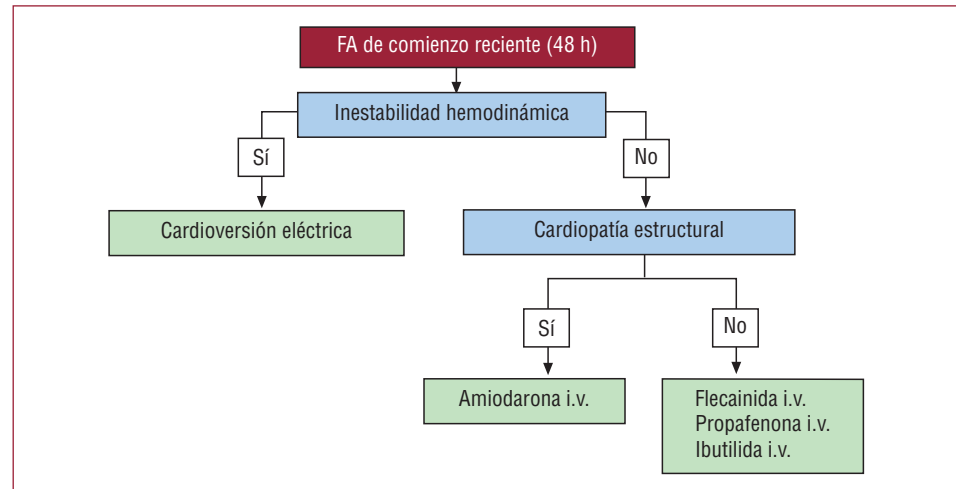 FA de comienzo reciente (48 h)
Inestabilidad hemodinámica
Sí
No
Cardioversión eléctrica
Cardiopatía estructural
Sí
No
Amiodarona i.v.
Flecainida i.v.
Propafenona i.v.
Ibutilida i.v.